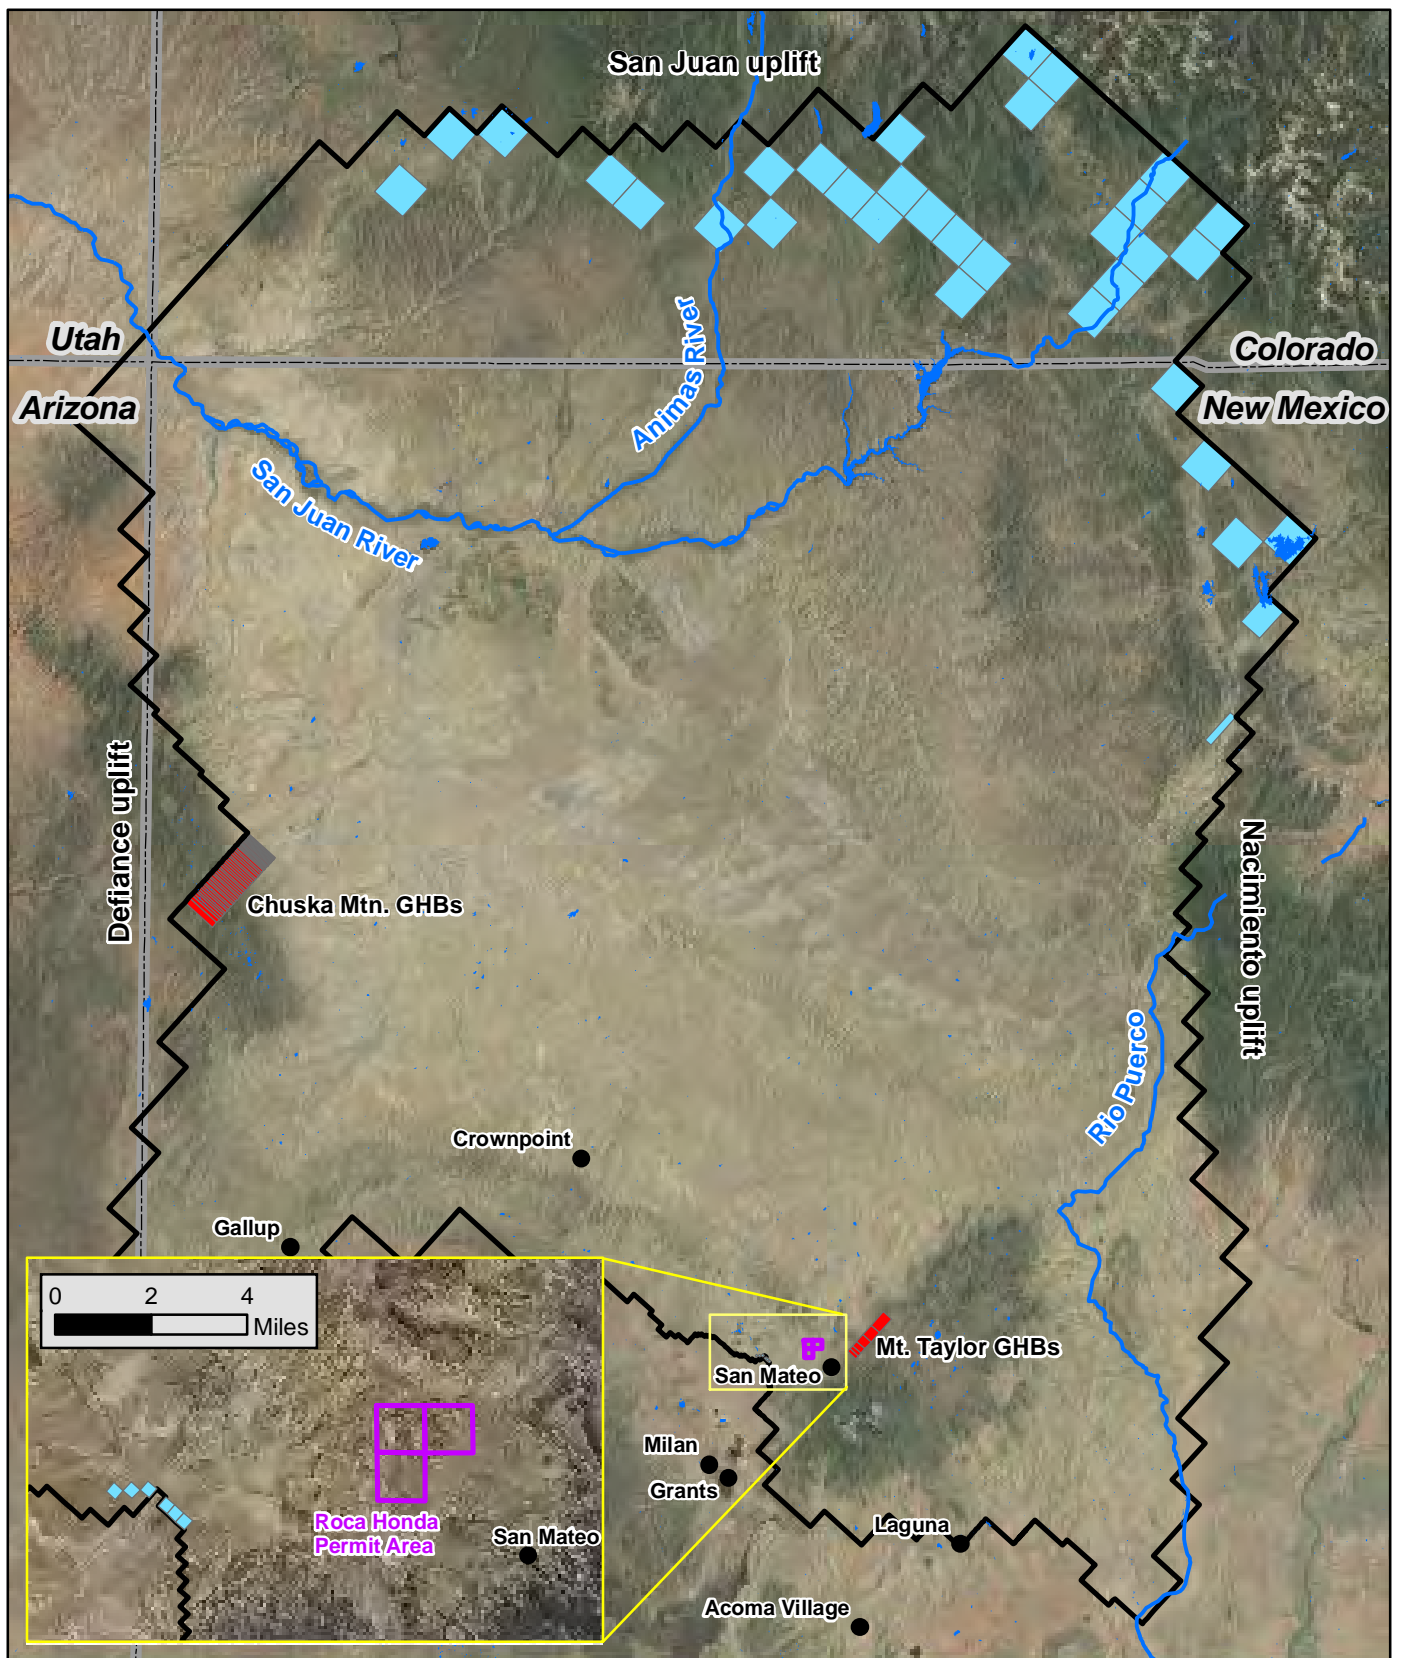 San Juan uplift
Utah
Colorado
Arizona
New Mexico
Animas River
San Juan River
Defiance uplift
Chuska Mtn. GHBs
Nacimiento uplift
Rio Puerco
Crownpoint
Gallup
0 2 4
Miles
Mt. Taylor GHBs
San Mateo
Milan
Grants
Roca Honda
Permit Area
San Mateo
Laguna
Acoma Village